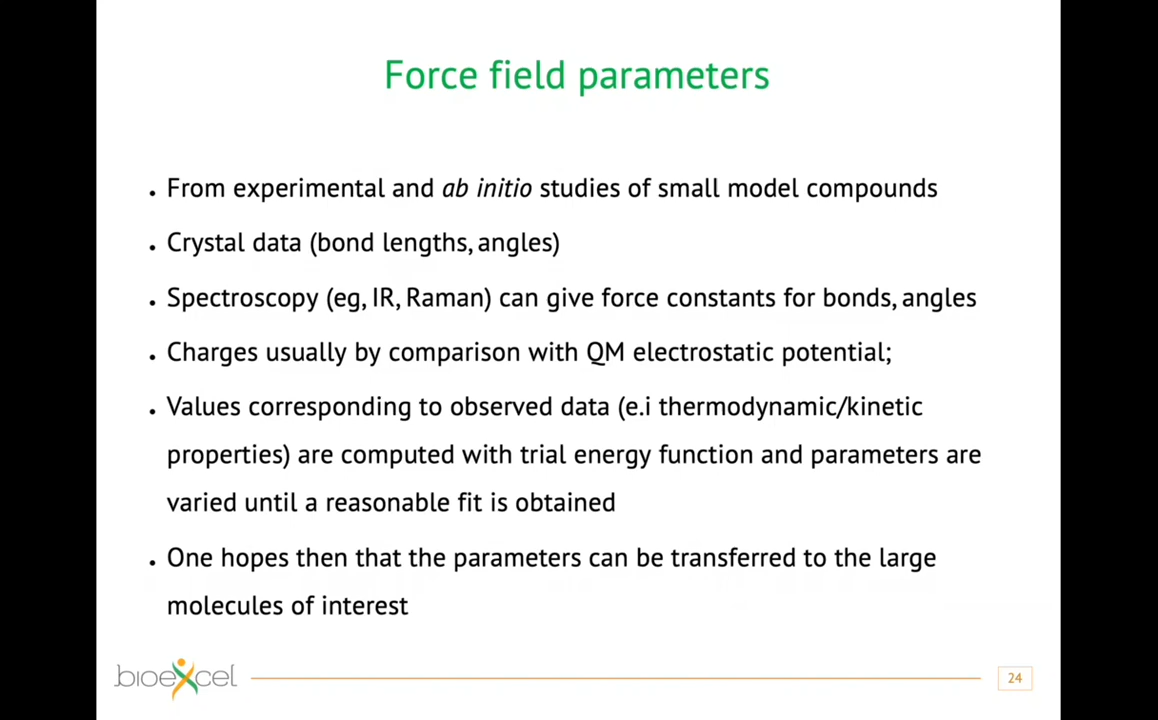 Force field parameters
. From experimental and ab initio studies of small model compounds
. Crystal data (bond lengths, angles)
. Spectroscopy (eg, IR, Raman) can give force constants for bonds, angles
. Charges usually by comparison with QM electrostatic potential;
. Values corresponding to observed data (e.i thermodynamic/kinetic
properties) are computed with trial energy function and parameters are
varied until a reasonable fit is obtained
. One hopes then that the parameters can be transferred to the large
molecules of interest
bioexcel
24